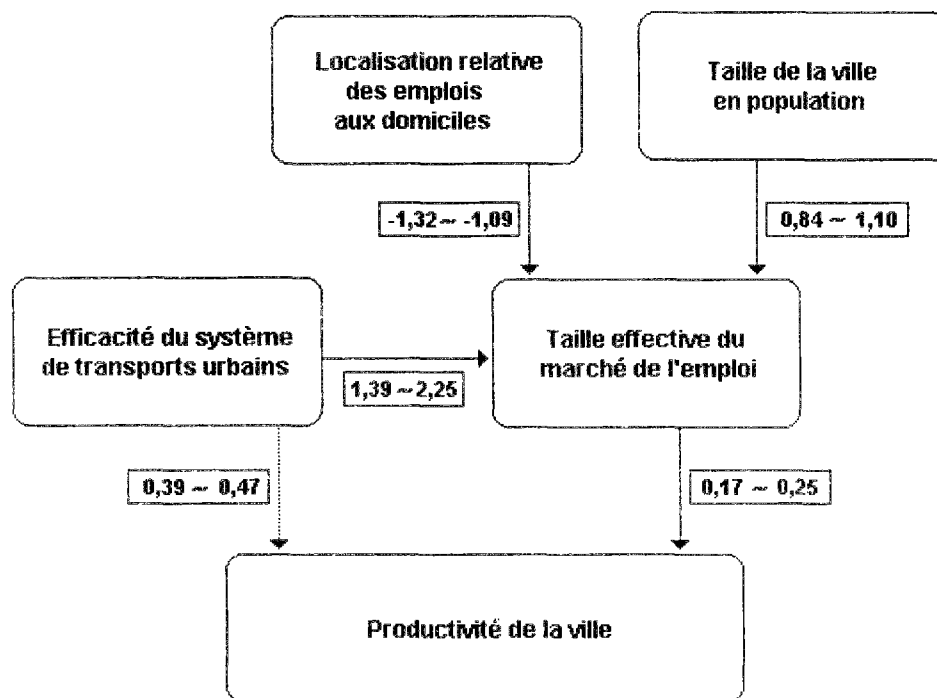 Localisation relative
des emplois
aux domiciles
Taille de la ville
en population
-1,32 ~ -1,09
0,84 ~ 1,10
Efficacité du système
de transports urbains
1,39 ~ 2,25
Taille effective du
marché de l'emploi
0,39 ~ 0,47
0,17 ~ 0,25
Productivité de la ville